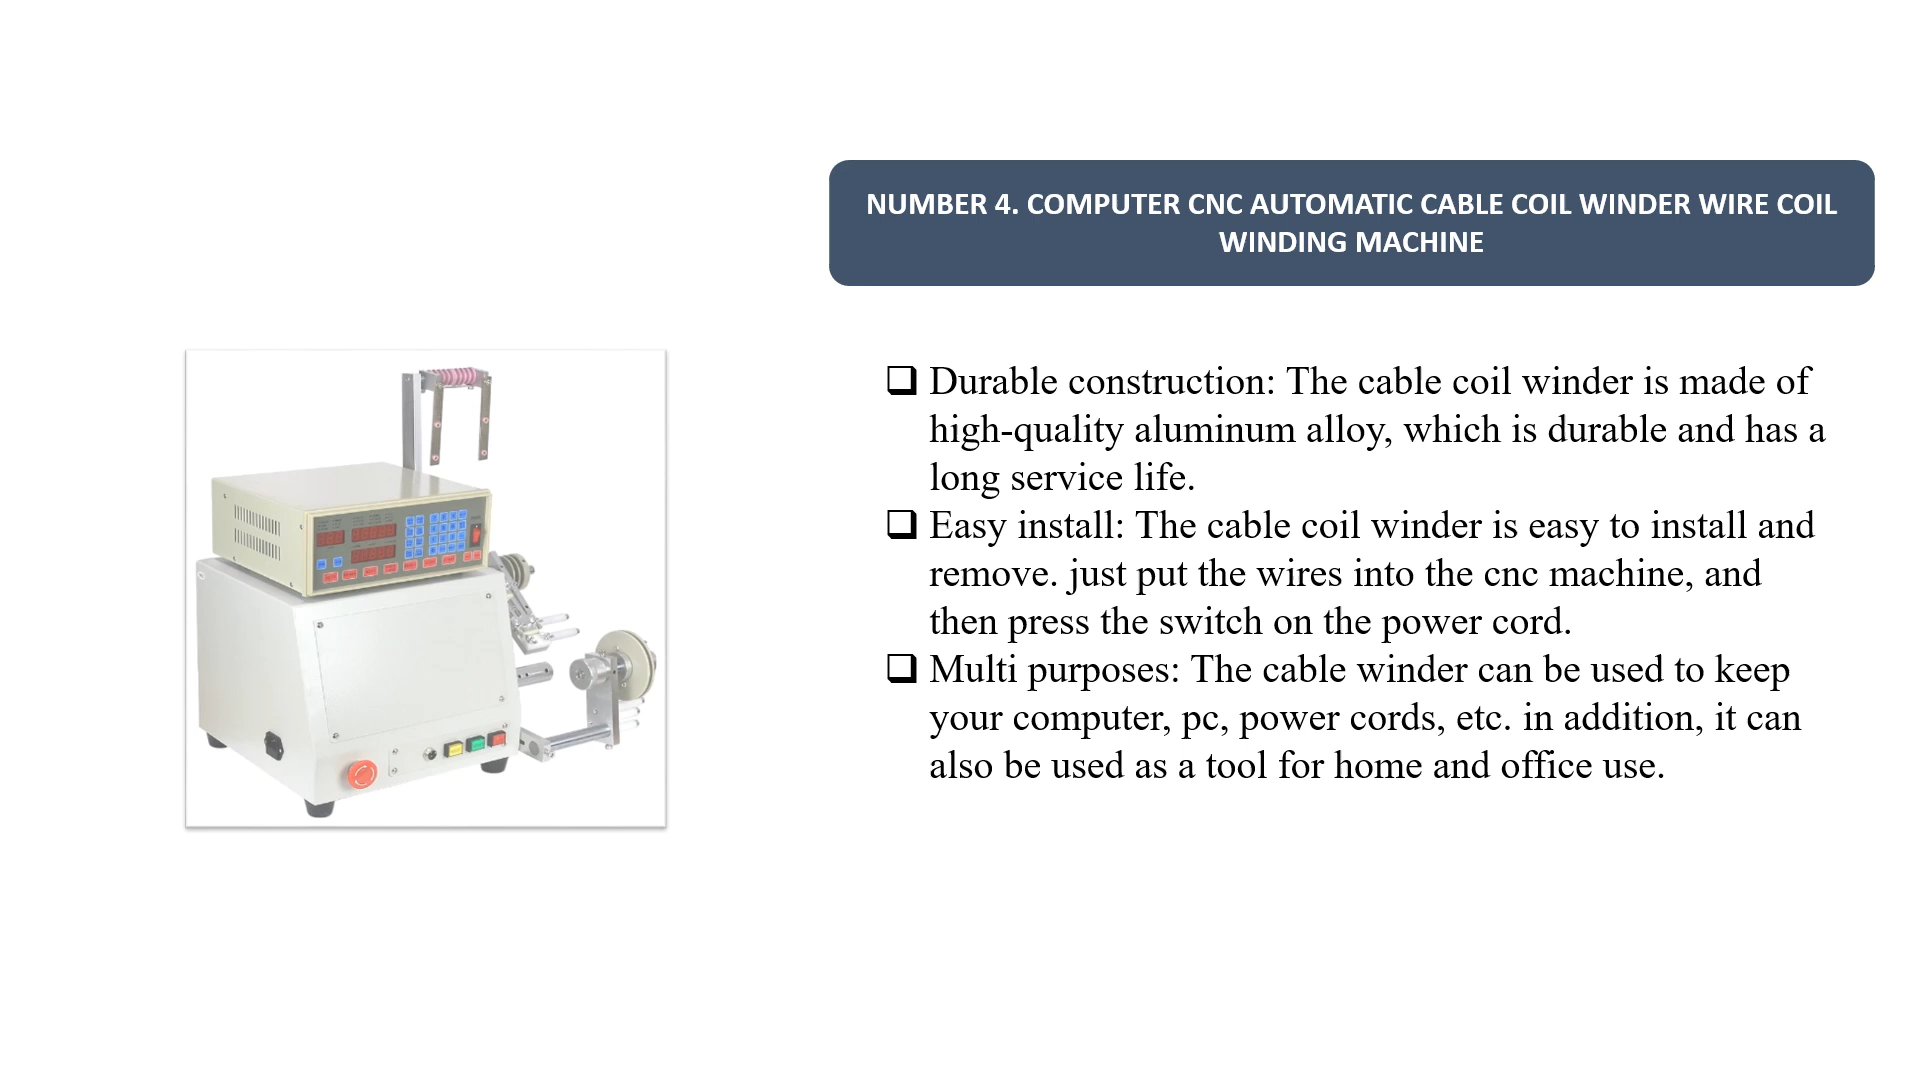 NUMBER 4. COMPUTER CNC AUTOMATIC CABLE COIL WINDER WIRE COIL
WINDING MACHINE
Durable construction: The cable coil winder is made of
high-quality aluminum alloy, which is durable and has a
long service life.
Easy install: The cable coil winder is easy to install and
remove. just put the wires into the cnc machine, and
then press the switch on the power cord.
Multi purposes: The cable winder can be used to keep
your computer, pc, power cords, etc. in addition, it can
also be used as a tool for home and office use.